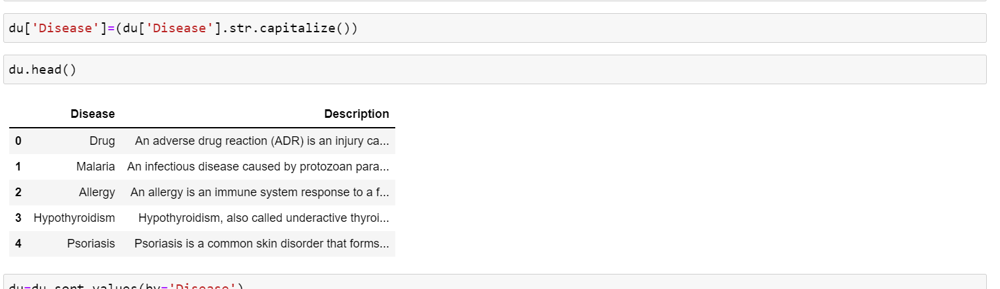 du['Disease']=(du['Disease'].str.capitalize())
du.head()
Disease Description
0 Drug An adverse drug reaction (ADR) is an injury ca...
1 Malaria An infectious disease caused by protozoan para...
2 Allergy An allergy is an immune system response to a f...
3 Hypothyroidism Hypothyroidism, also called underactive thyroi...
4 Psoriasis Psoriasis is a common skin disorder that forms...
du=du.sort_values(by='Disease')